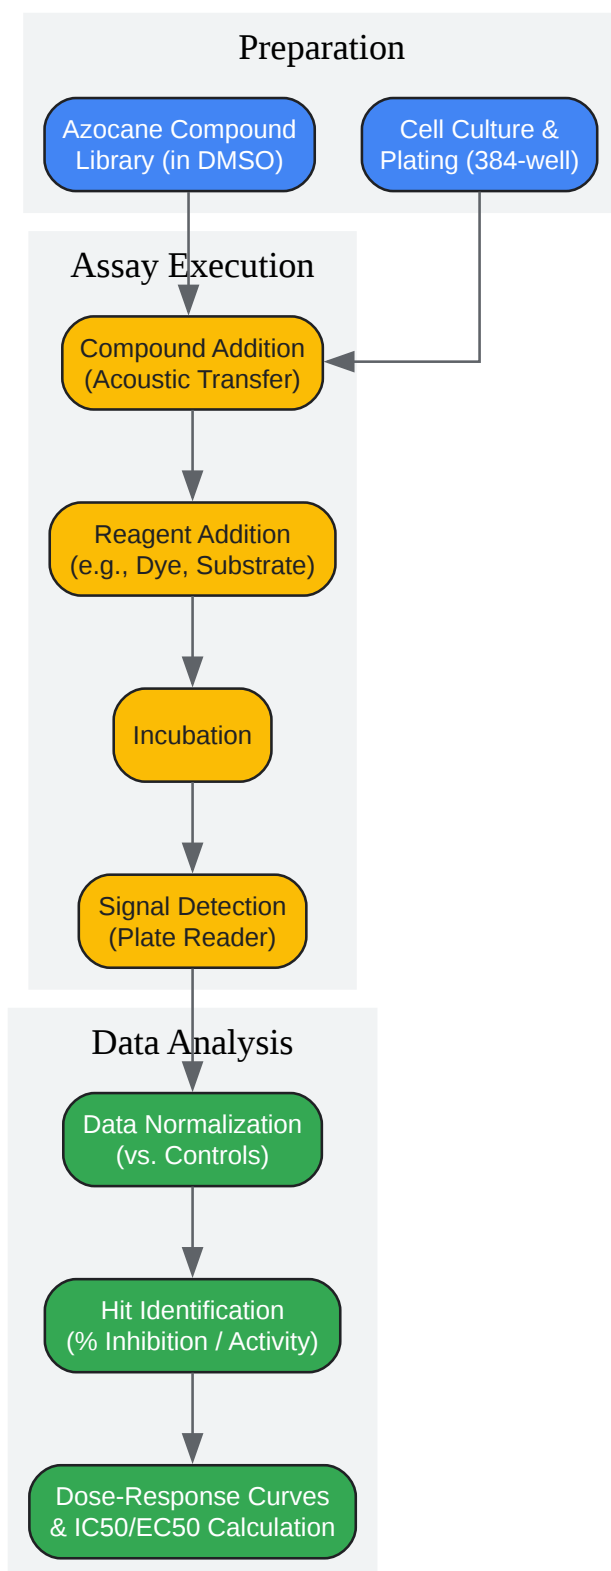 Preparation
Azocane Compound
Library (in DMSO)
Cell Culture &
Plating (384-well)
Assay Execution
Compound Addition
(Acoustic Transfer)
Reagent Addition
(e.g., Dye, Substrate)
Incubation
Signal Detection
(Plate Reader)
Data Analysis
Data Normalization
(vs. Controls)
Hit Identification
(% Inhibition / Activity)
Dose-Response Curves
& IC50/EC50 Calculation